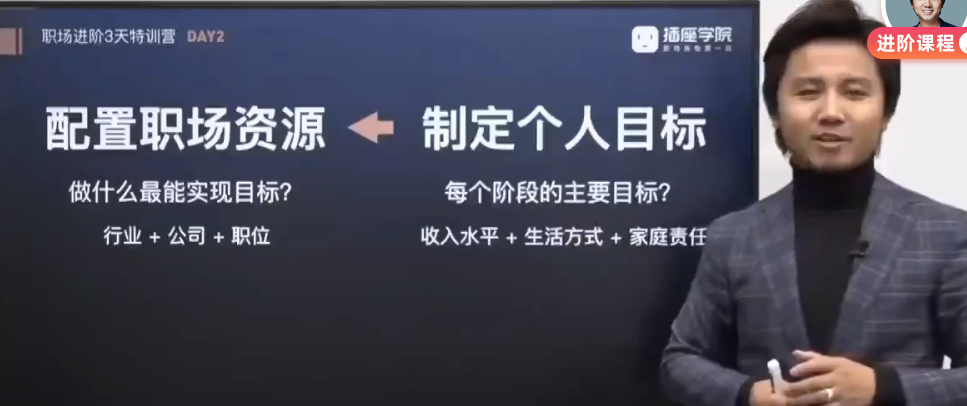 职场进阶3天特训营 DAY2
插座学院
进阶课程
配置职场资源
制定个人目标
做什么最能实现目标?
每个阶段的主要目标?
行业 + 公司 + 职位
收入水平 + 生活方式 + 家庭责任